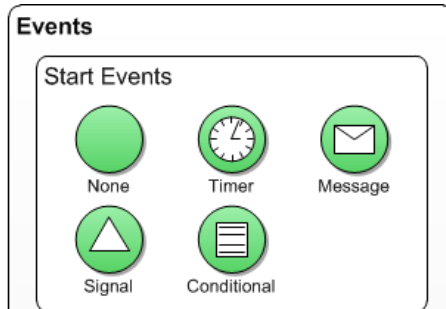 Events
Start Events
None
Timer
Message
Signal
Conditional